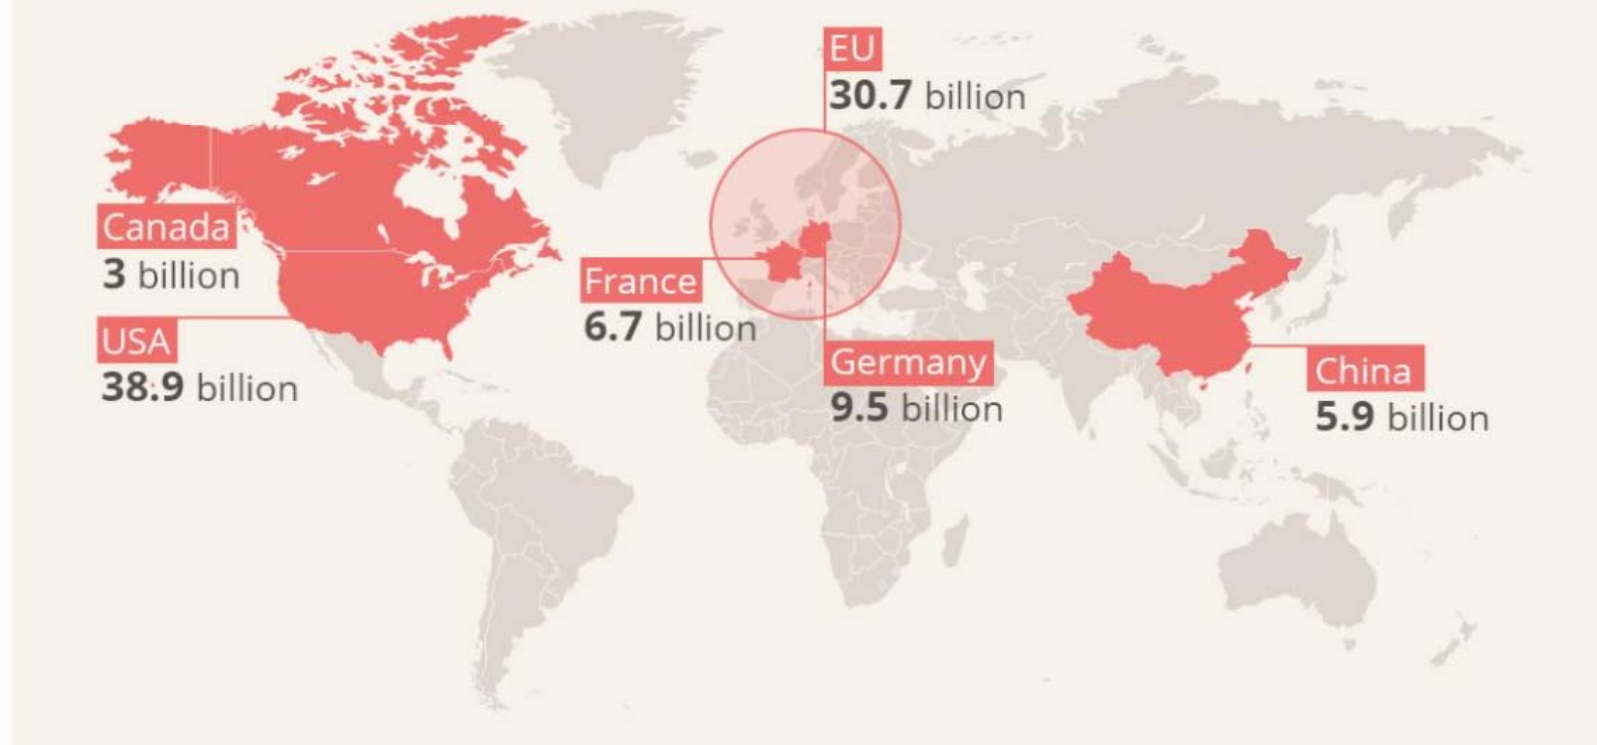 EU
30.7 billion
Canada
3 billion
France
6.7 billion
USA
38.9 billion
Germany
9.5 billion
China
5.9 billion